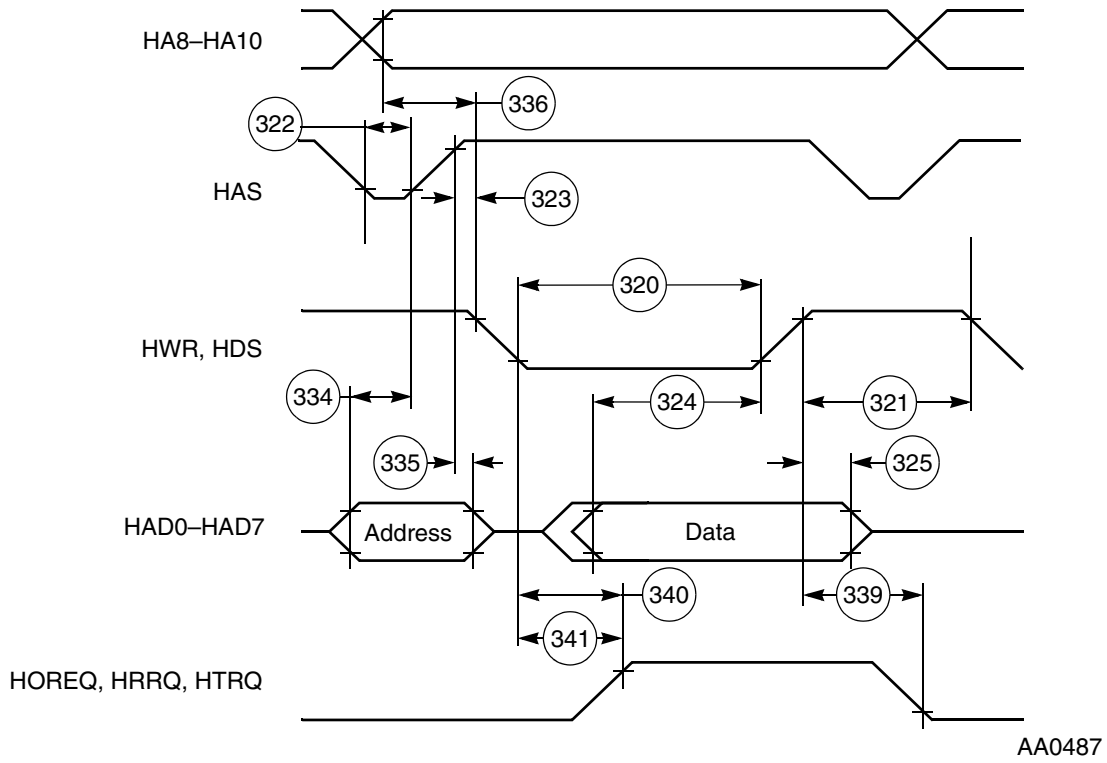 HA8–HA10
336
322
HAS
323
320
HWR, HDS
334
324
321
335
325
HAD0–HAD7
Address
Data
340
339
341
HOREQ, HRRQ, HTRQ
AA0487